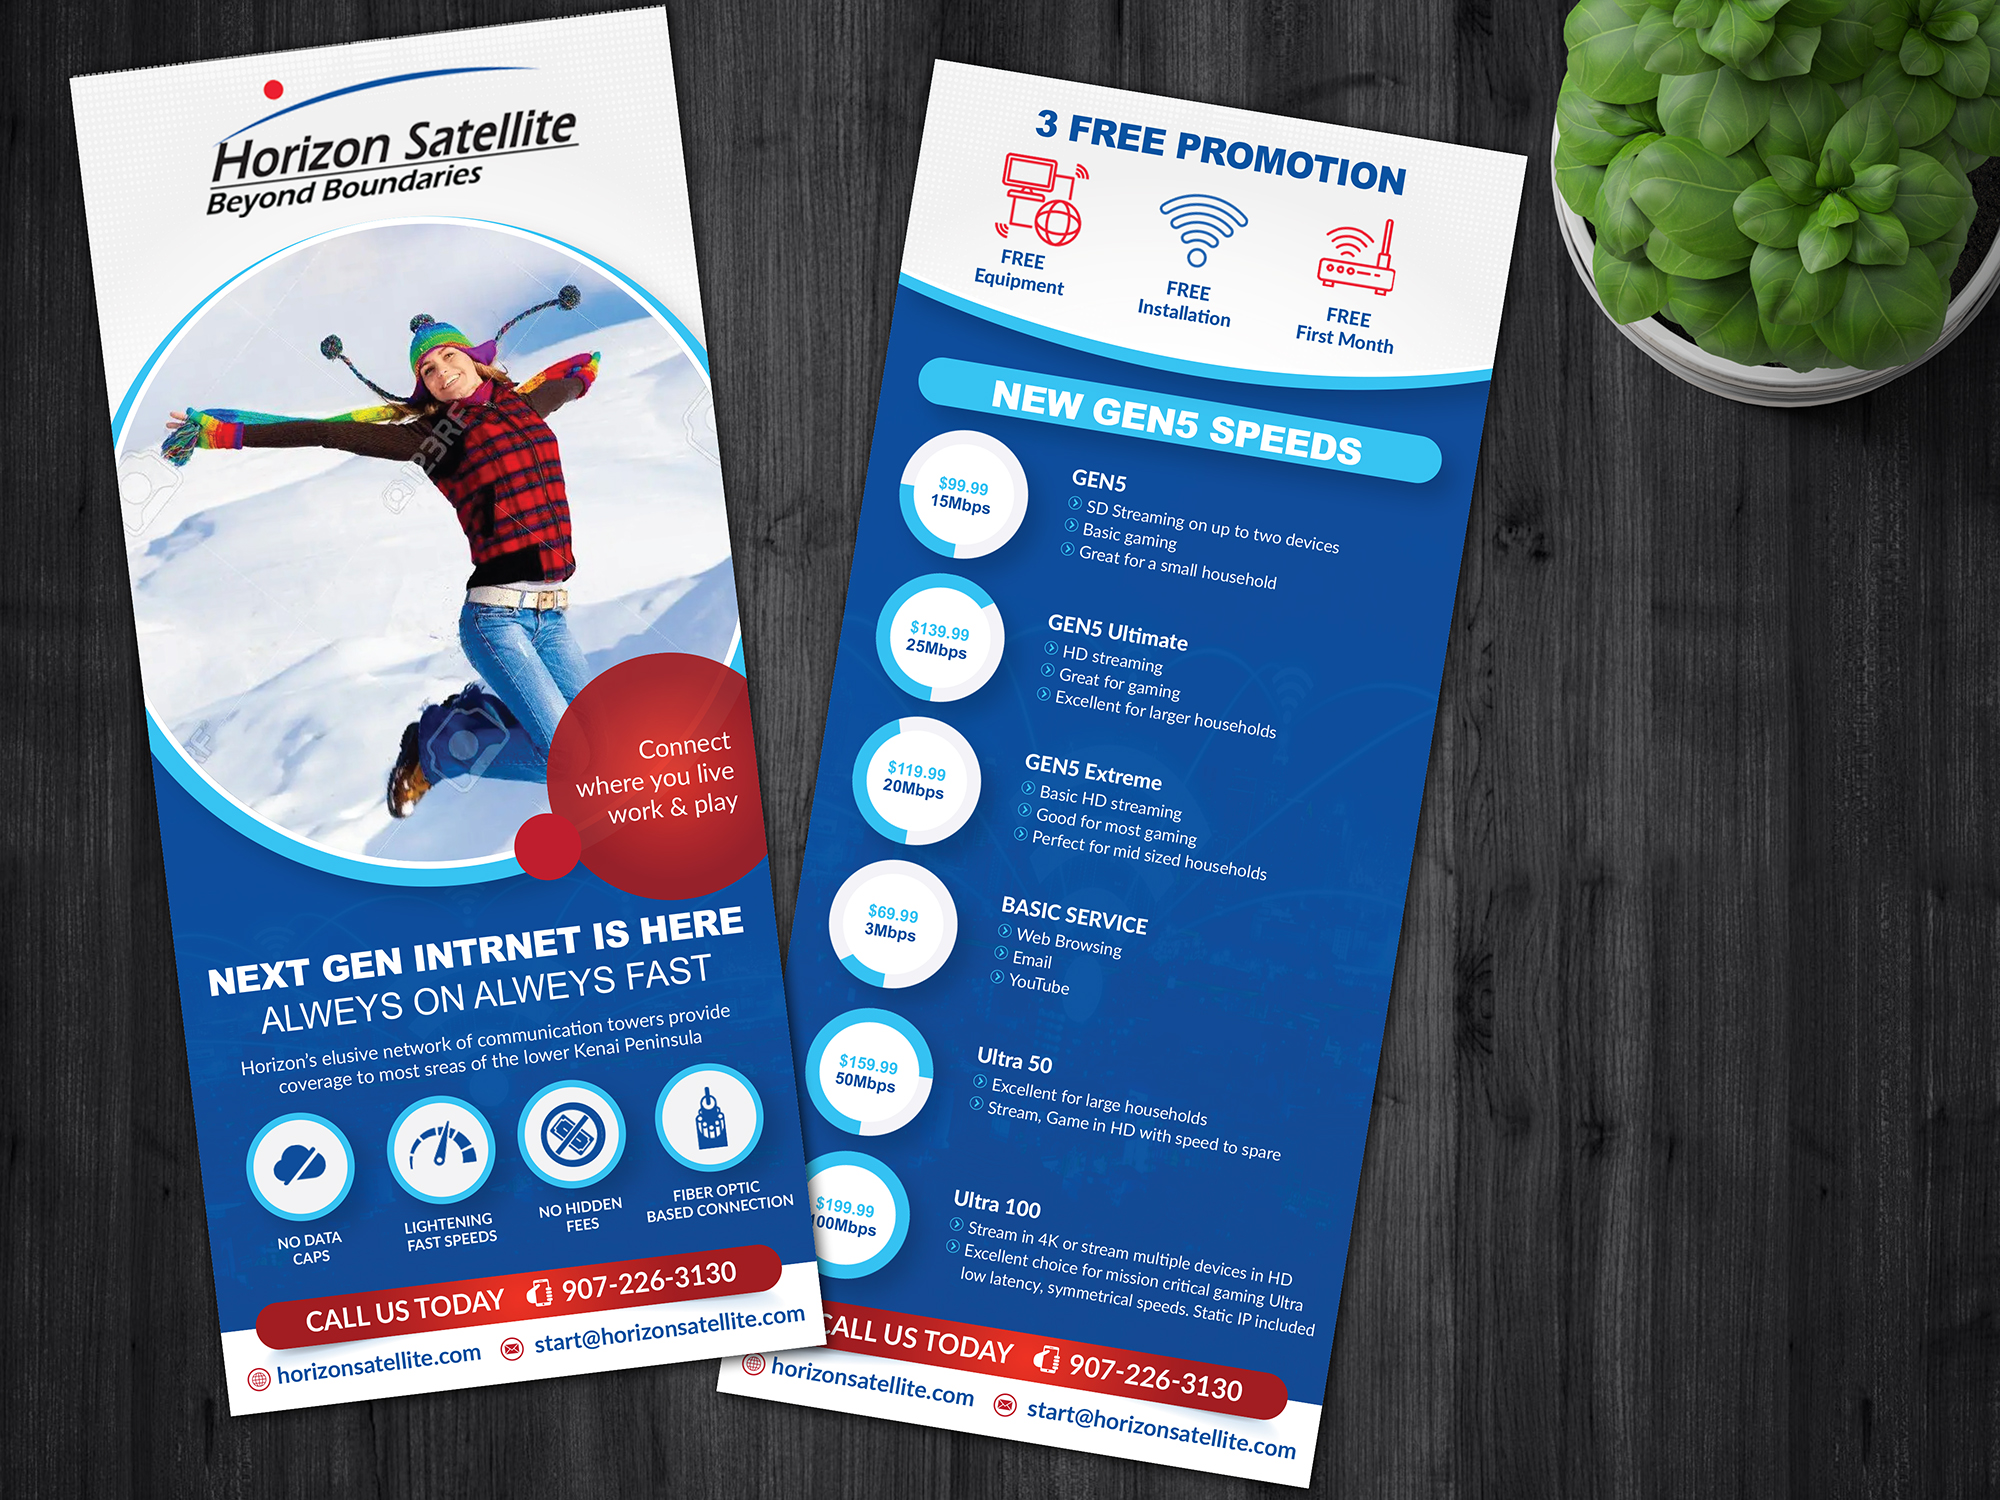 Horizon Satellite
Beyond Boundaries
123RF
Connect
where you live
work & play
NEXT GEN INTRNET IS HERE
ALWEYS ON ALWEYS FAST
Horizon's elusive network of communication towers provide
coverage to most sreas of the lower Kenai Peninsula
NO DATA
CAPS
LIGHTENING
FAST SPEEDS
NO HIDDEN
FEES
FIBER OPTIC
BASED CONNECTION
CALL US TODAY 907-226-3130
horizonsatellite.com start@horizonsatellite.com
3 FREE PROMOTION
FREE
Equipment
FREE
Installation
FREE
First Month
NEW GEN5 SPEEDS
$99.99
15Mbps
GEN5
SD Streaming on up to two devices
Basic gaming
Great for a small household
$139.99
25Mbps
GEN5 Ultimate
HD streaming
Great for gaming
Excellent for larger households
$119.99
20Mbps
GEN5 Extreme
Basic HD streaming
Good for most gaming
Perfect for mid sized households
$69.99
3Mbps
BASIC SERVICE
Web Browsing
Email
YouTube
$159.99
50Mbps
Ultra 50
Excellent for large households
Stream, Game in HD with speed to spare
$199.99
100Mbps
Ultra 100
Stream in 4K or stream multiple devices in HD
Excellent choice for mission critical gaming Ultra
low latency, symmetrical speeds. Static IP included
CALL US TODAY 907-226-3130
horizonsatellite.com start@horizonsatellite.com